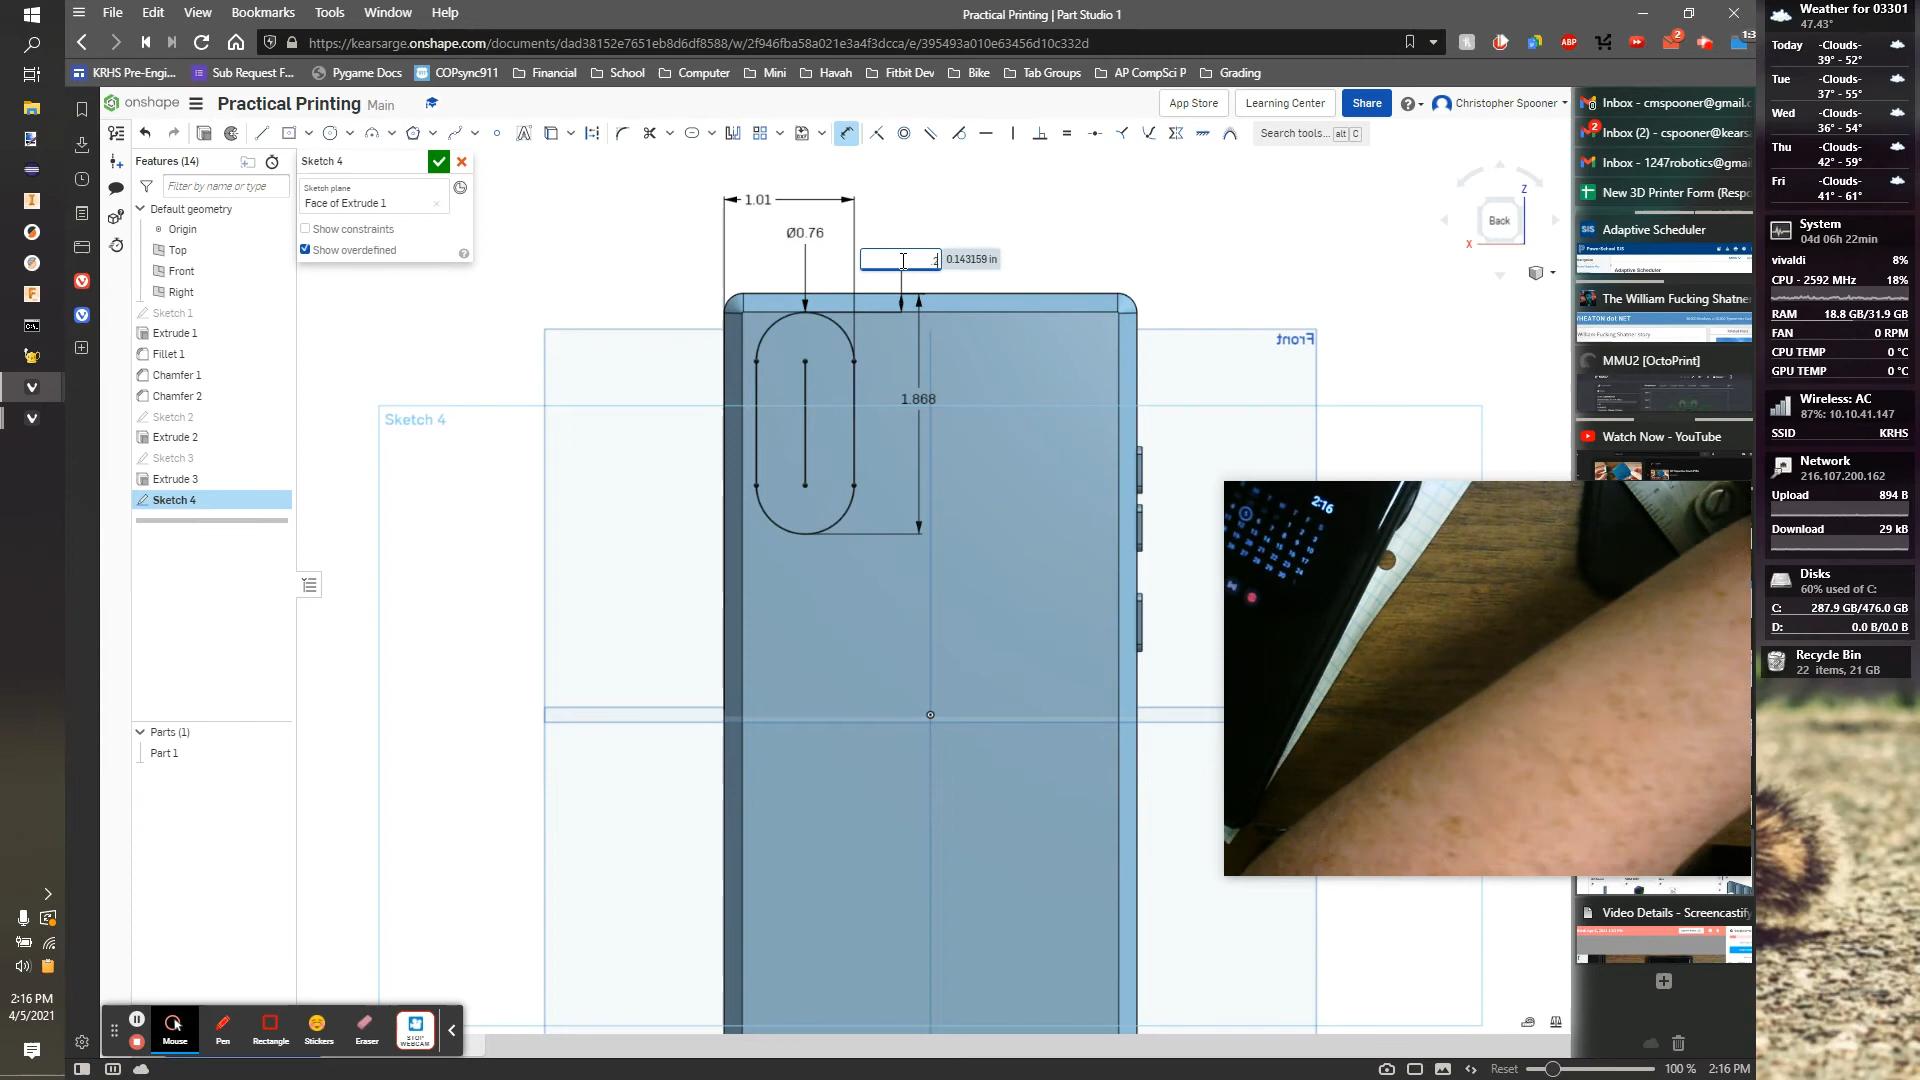 File Edit View Bookmarks Tools Window Help
Practical Printing | Part Studio 1
https://kearsarge.onshape.com/documents/dad38152e7651eb8d6df8588/w/2f946fba58a021e3a4f3dcca/e/395493a010e63456d10c332d
2
1:3
KRHS Pre-Engi... Sub Request F... Pygame Docs COPsync911 Financial School Computer Mini Havah Fitbit Dev Bike Tab Groups AP CompSci P Grading
onshape Practical Printing Main
App Store Learning Center Share Christopher Spooner
Search tools... alt C
Features (14)
Filter by name or type
Default geometry
Origin
Top
Front
Right
Sketch 1
Extrude 1
Fillet 1
Chamfer 1
Chamfer 2
Sketch 2
Extrude 2
Sketch 3
Extrude 3
Sketch 4
Parts (1)
Part 1
Sketch 4
Sketch plane
Face of Extrude 1
Show constraints
Show overdefined
1.01
Ø0.76
.2 0.143159 in
1.868
Front
Sketch 4
Z
Back
X
2:16
Inbox - cmspooner@gmail.c
Inbox (2) - cspooner@kears
Inbox - 1247robotics@gmai
New 3D Printer Form (Respo
Adaptive Scheduler
The William Fucking Shatner
MMU2 [OctoPrint]
Watch Now - YouTube
Video Details - Screencastify
Weather for 03301
47.43°
Today -Clouds- 39° - 52°
Tue -Clouds- 37° - 55°
Wed -Clouds- 36° - 54°
Thu -Clouds- 42° - 59°
Fri -Clouds- 41° - 61°
System
04d 06h 22min
vivaldi 8%
CPU - 2592 MHz 18%
RAM 18.8 GB/31.9 GB
FAN 0 RPM
CPU TEMP 0 °C
GPU TEMP 0 °C
Wireless: AC
87%: 10.10.41.147
SSID KRHS
Network
216.107.200.162
Upload 894 B
Download 29 kB
Disks
60% used of C:
C: 287.9 GB/476.0 GB
D: 0.0 B/0.0 B
Recycle Bin
22 items, 21 GB
Mouse Pen Rectangle Stickers Eraser STOP WEBCAM
2:16 PM
4/5/2021
Reset 100 % 2:16 PM